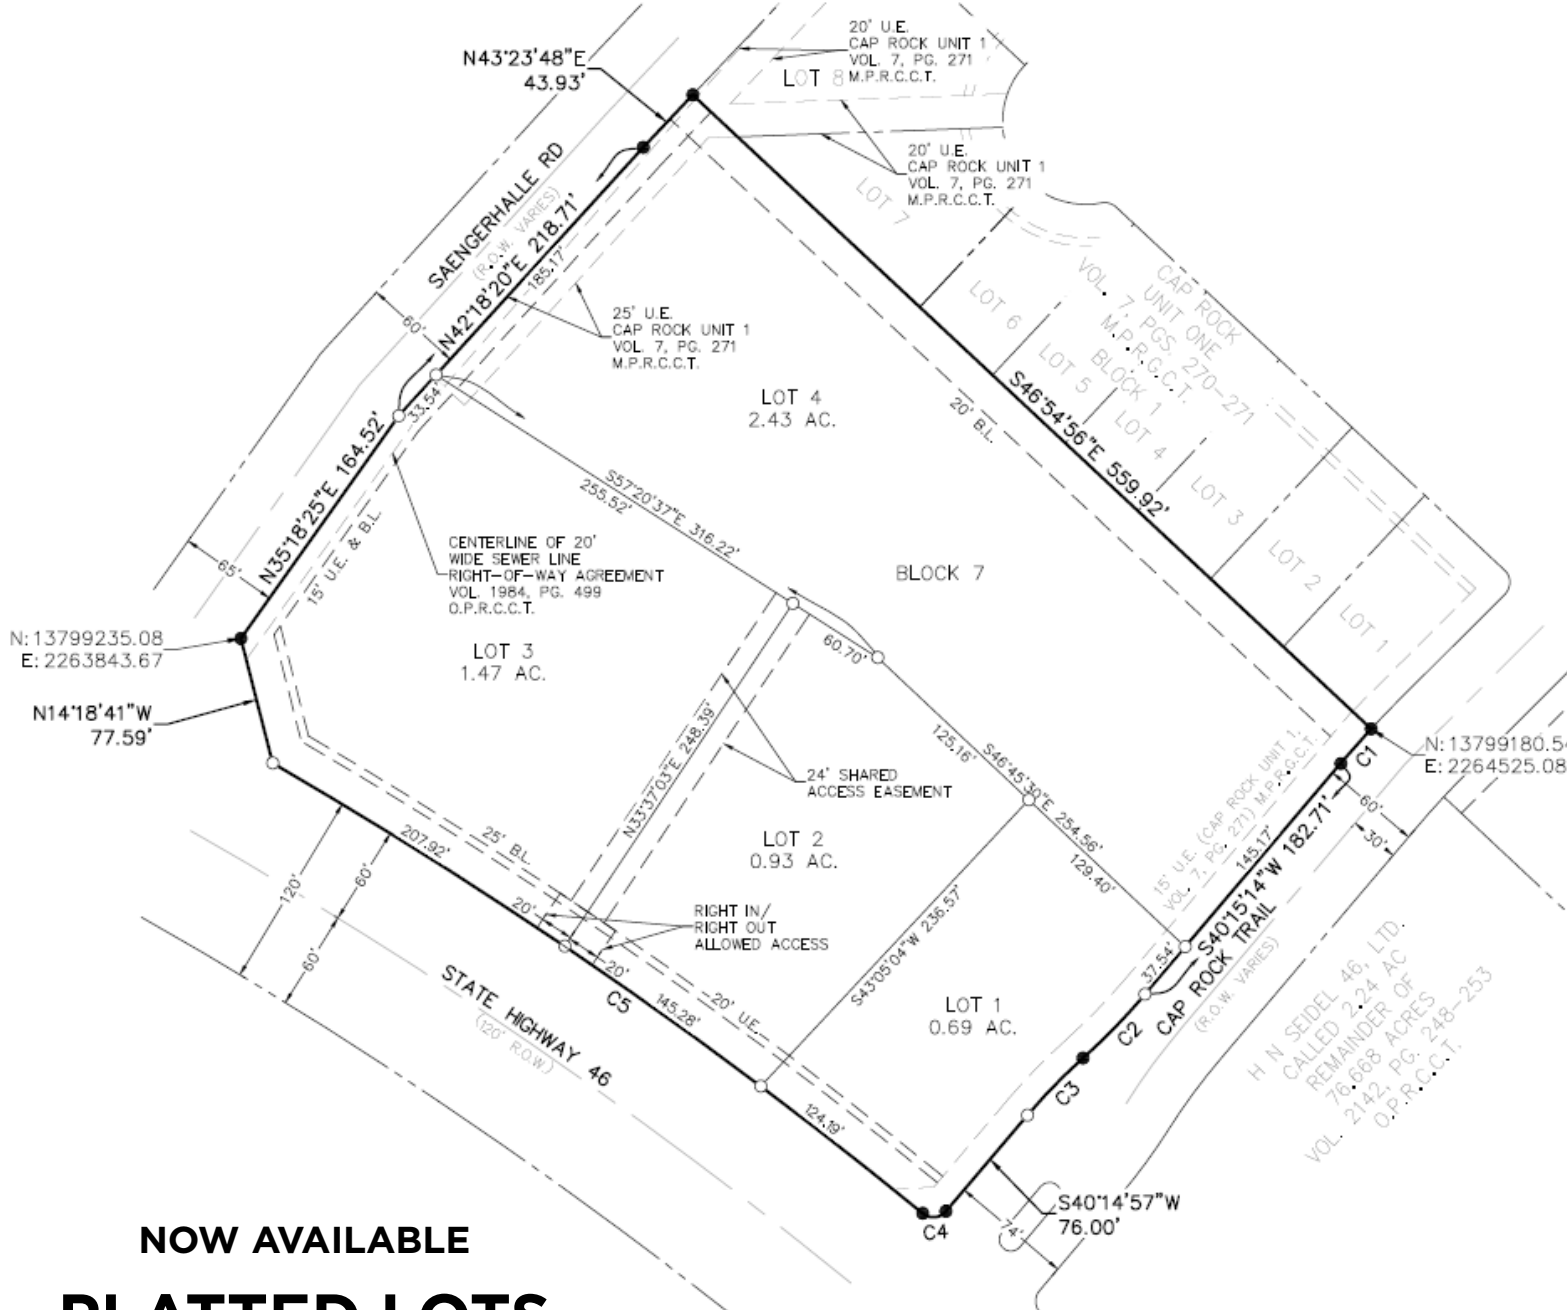 20' U.E.
CAP ROCK UNIT 1
VOL. 7, PG. 271
M.P.R.C.C.T.
LOT 8
N43°23'48"E
43.93'
20' U.E.
CAP ROCK UNIT 1
VOL. 7, PG. 271
M.P.R.C.C.T.
LOT 7
SAENGERHALLE RD
(R.O.W. VARIES)
N42°18'20"E 218.71'
185.17'
60'
25' U.E.
CAP ROCK UNIT 1
VOL. 7, PG. 271
M.P.R.C.C.T.
LOT 6
LOT 5
LOT 4
LOT 3
LOT 2
LOT 1
CAP ROCK
UNIT ONE
VOL. 7, PGS. 270-271
M.P.R.C.C.T.
BLOCK 1
S46°54'56"E 559.92'
20' B.L.
LOT 4
2.43 AC.
33.54'
N35°18'25"E 164.52'
15' U.E. & B.L.
65'
S57°20'37"E 316.22'
255.52'
CENTERLINE OF 20'
WIDE SEWER LINE
RIGHT-OF-WAY AGREEMENT
VOL. 1984, PG. 499
O.P.R.C.C.T.
BLOCK 7
N: 13799235.08
E: 2263843.67
LOT 3
1.47 AC.
60.70'
N14°18'41"W
77.59'
N33°37'03"E 248.39'
24' SHARED
ACCESS EASEMENT
125.16'
S46°45'30"E 254.56'
129.40'
N: 13799180.54
E: 2264525.08
C1
60'
30'
15' U.E. (CAP ROCK UNIT 1,
VOL. 7, PG. 271) M.P.R.C.C.T.
145.17'
S40°15'14"W 182.71'
LOT 2
0.93 AC.
207.92'
25' B.L.
120'
60'
60'
20'
RIGHT IN/
RIGHT OUT
ALLOWED ACCESS
20'
C5
145.28'
20' U.E.
S43°05'04"W 236.57'
LOT 1
0.69 AC.
37.54'
CAP ROCK TRAIL
(R.O.W. VARIES)
C2
C3
H N SEIDEL 46, LTD.
CALLED 2.24 AC
REMAINDER OF
76.668 ACRES
VOL. 2142, PG. 248-253
O.P.R.C.C.T.
STATE HIGHWAY 46
(120' R.O.W.)
124.19'
C4
74'
S40°14'57"W
76.00'
NOW AVAILABLE
PLATTED LOTS